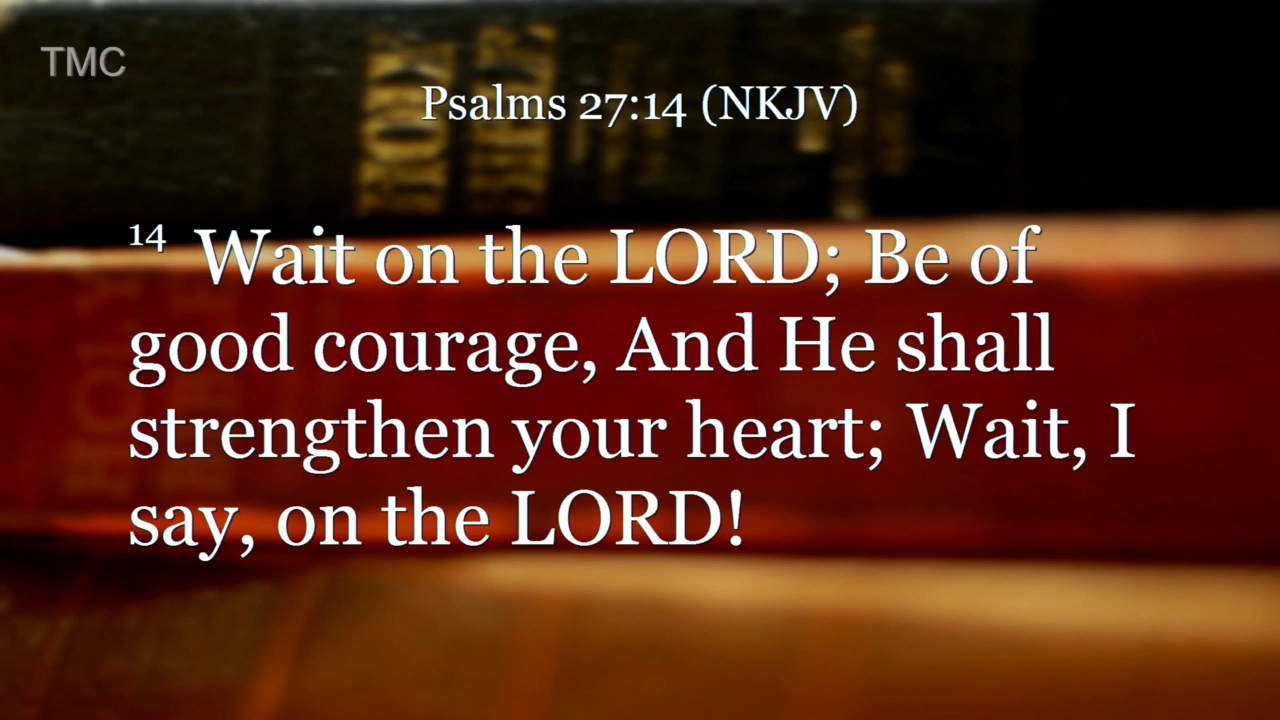 TMC
Psalms 27:14 (NKJV)
14 Wait on the LORD; Be of
good courage, And He shall
strengthen your heart; Wait, I
say, on the LORD!